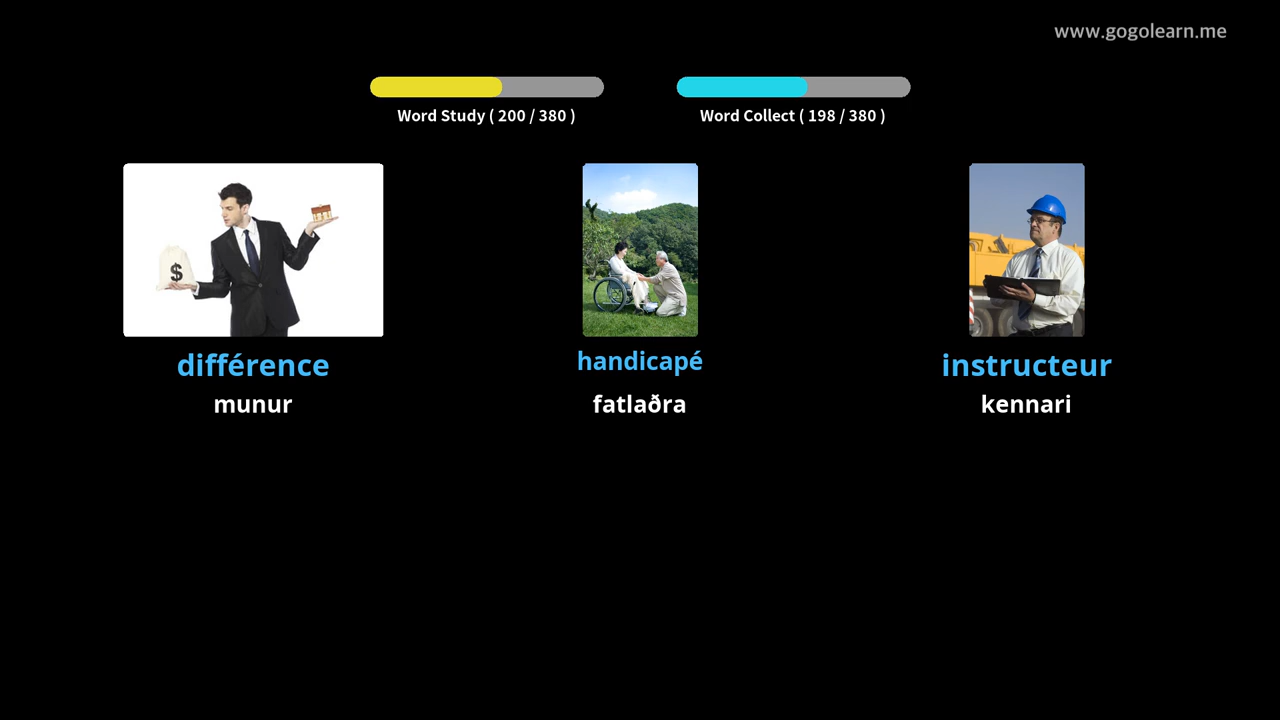 www.gogolearn.me
Word Study ( 200 / 380 )
Word Collect ( 198 / 380 )
$
différence
handicapé
instructeur
munur
fatlaðra
kennari